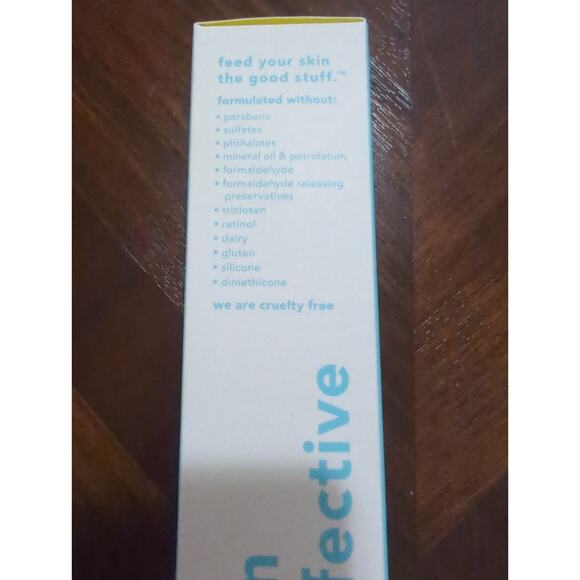 feed your skin
the good stuff.™
formulated without:
• parabens
• sulfates
• phthalates
• mineral oil & petrolatum
• formaldehyde
• formaldehyde releasing
preservatives
• triclosan
• retinol
• dairy
• gluten
• silicone
• dimethicone
we are cruelty free
n
fective